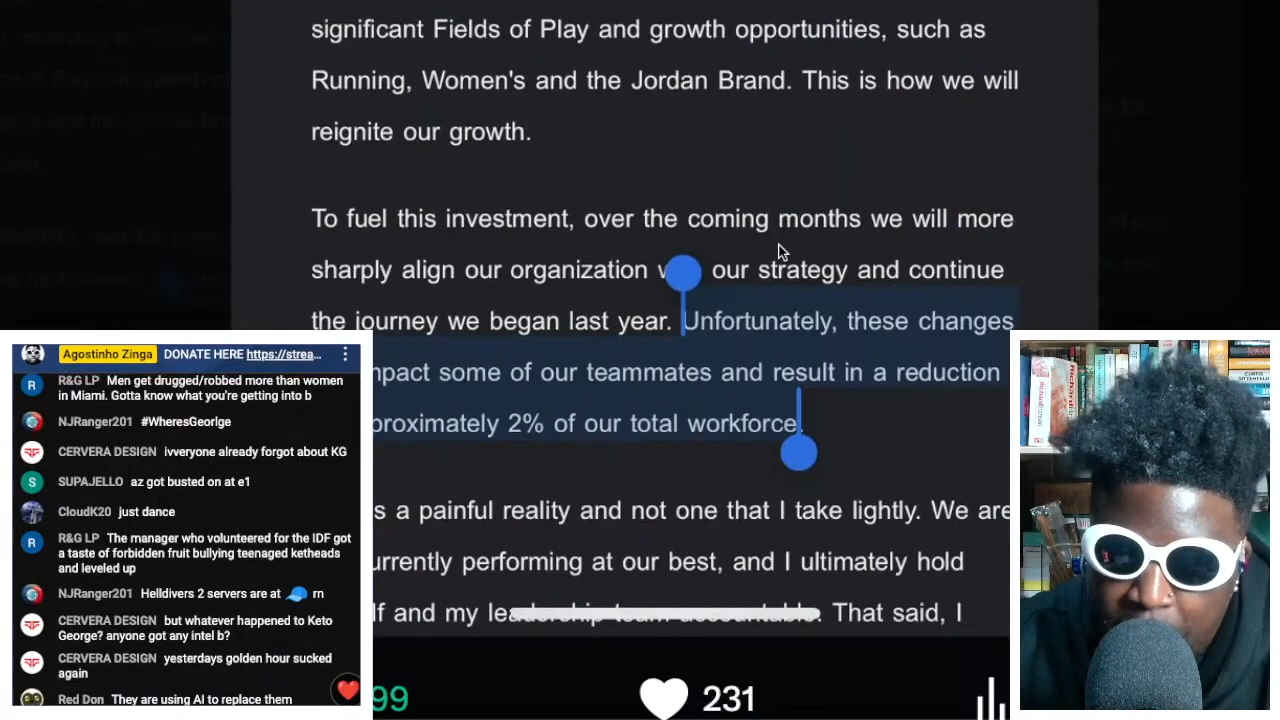 significant Fields of Play and growth opportunities, such as
Running, Women's and the Jordan Brand. This is how we will
reignite our growth.
To fuel this investment, over the coming months we will more
sharply align our organization our strategy and continue
the journey we began last year. Unfortunately, these changes
mpact some of our teammates and result in a reduction
proximately 2% of our total workforce.
s a painful reality and not one that I take lightly. We are
urrently performing at our best, and I ultimately hold
lf and my leadership team accountable. That said, I
99
231
Agostinho Zinga DONATE HERE https://strea...
R&G LP Men get drugged/robbed more than women
in Miami. Gotta know what you're getting into b
NJRanger201 #WheresGeorlge
CERVERA DESIGN ivveryone already forgot about KG
SUPAJELLO az got busted on at e1
CloudK20 just dance
R&G LP The manager who volunteered for the IDF got
a taste of forbidden fruit bullying teenaged ketheads
and leveled up
NJRanger201 Helldivers 2 servers are at 🧢 rn
CERVERA DESIGN but whatever happened to Keto
George? anyone got any intel b?
CERVERA DESIGN yesterdays golden hour sucked
again
Red Don They are using AI to replace them
CURTIS
SITTENFELD